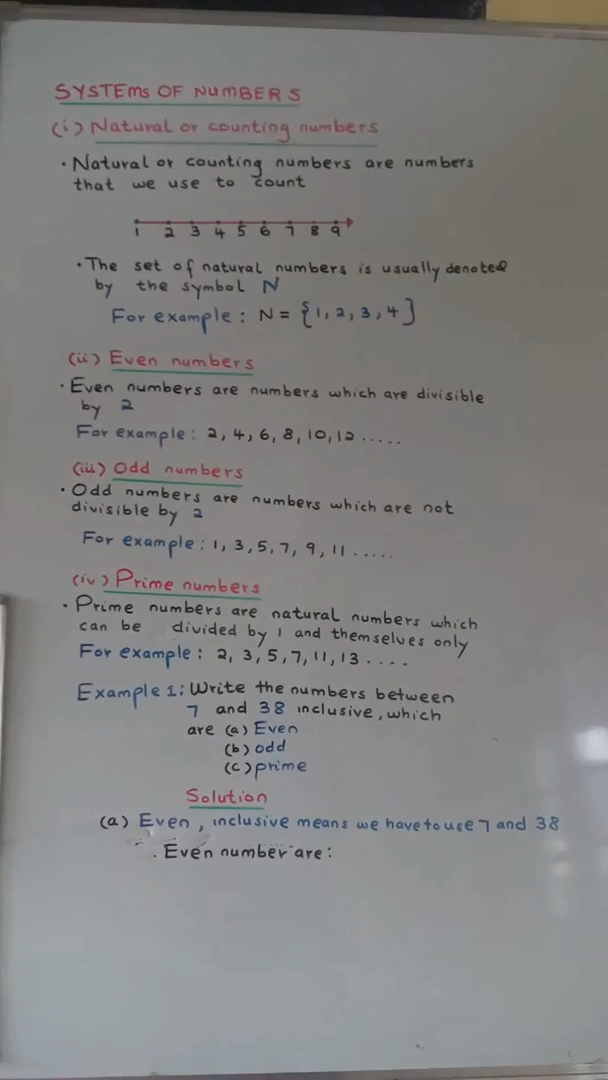 SYSTEMS OF NUMBERS
(i) Natural or counting numbers
• Natural or counting numbers are numbers
that we use to count
1 2 3 4 5 6 7 8 9
• The set of natural numbers is usually denoted
by the symbol N
For example : N = {1, 2, 3, 4}
(ii) Even numbers
• Even numbers are numbers which are divisible
by 2
For example : 2, 4, 6, 8, 10, 12 .....
(iii) Odd numbers
• Odd numbers are numbers which are not
divisible by 2
For example : 1, 3, 5, 7, 9, 11 .....
(iv) Prime numbers
• Prime numbers are natural numbers which
can be divided by 1 and themselves only
For example : 2, 3, 5, 7, 11, 13 ....
Example 1: Write the numbers between
7 and 38 inclusive, which
are (a) Even
(b) odd
(c) prime
Solution
(a) Even, inclusive means we have to use 7 and 38
. Even number are: